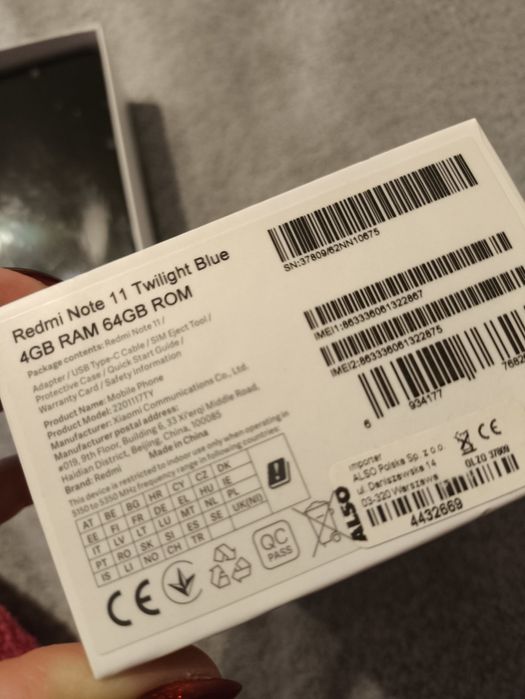 Redmi Note 11 Twilight Blue
4GB RAM 64GB ROM
Package contents: Redmi Note 11 /
Adapter / USB Type-C Cable / SIM Eject Tool /
Protective Case / Quick Start Guide /
Warranty Card / Safety Information
Product Name: Mobile Phone
Product Model: 2201117TY
Manufacturer: Xiaomi Communications Co., Ltd.
Manufacturer postal address:
#019, 9th Floor, Building 6, 33 Xi'erqi Middle Road,
Haidian District, Beijing, China, 100085
Brand: Redmi Made in China
This device is restricted to indoor use only when operating in
5150 to 5350 MHz frequency range in following countries:
AT BE BG HR CY CZ DK
EE FI FR DE EL HU IE
IT LV LT LU MT NL PL
PT RO SK SI ES SE UK(NI)
IS LI NO CH TR
CE
QC
PASS
SN:37809/62NN10675
IMEI1:863336061322867
IMEI2:863336061322875
6 934177
ALSO
Importer
ALSO Polska Sp. z o.o.
ul. Daniszewska 14
03-320 Warszawa
CE
4432669